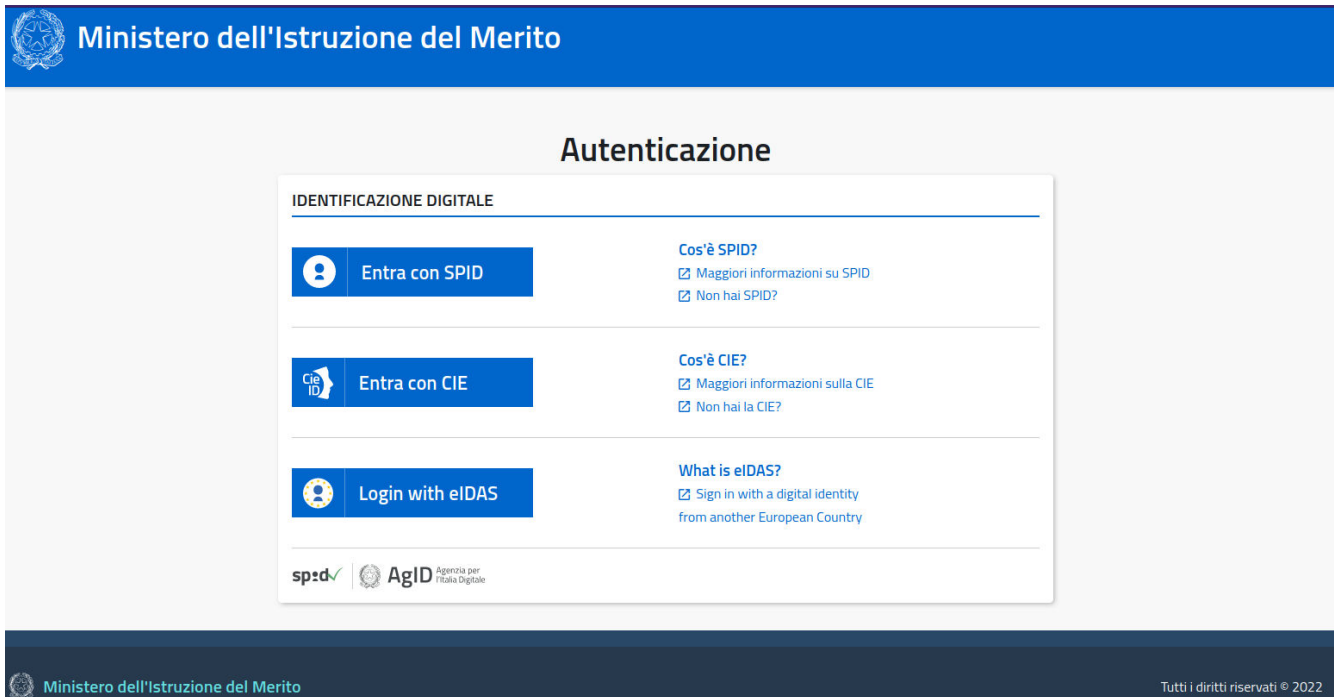 Ministero dell'Istruzione del Merito
Autenticazione
IDENTIFICAZIONE DIGITALE
Entra con SPID
Cos'è SPID?
Maggiori informazioni su SPID
Non hai SPID?
Cie
ID
Entra con CIE
Cos'è CIE?
Maggiori informazioni sulla CIE
Non hai la CIE?
Login with eIDAS
What is eIDAS?
Sign in with a digital identity
from another European Country
spid
AgID
Agenzia per
l'Italia Digitale
Ministero dell'Istruzione del Merito
Tutti i diritti riservati © 2022